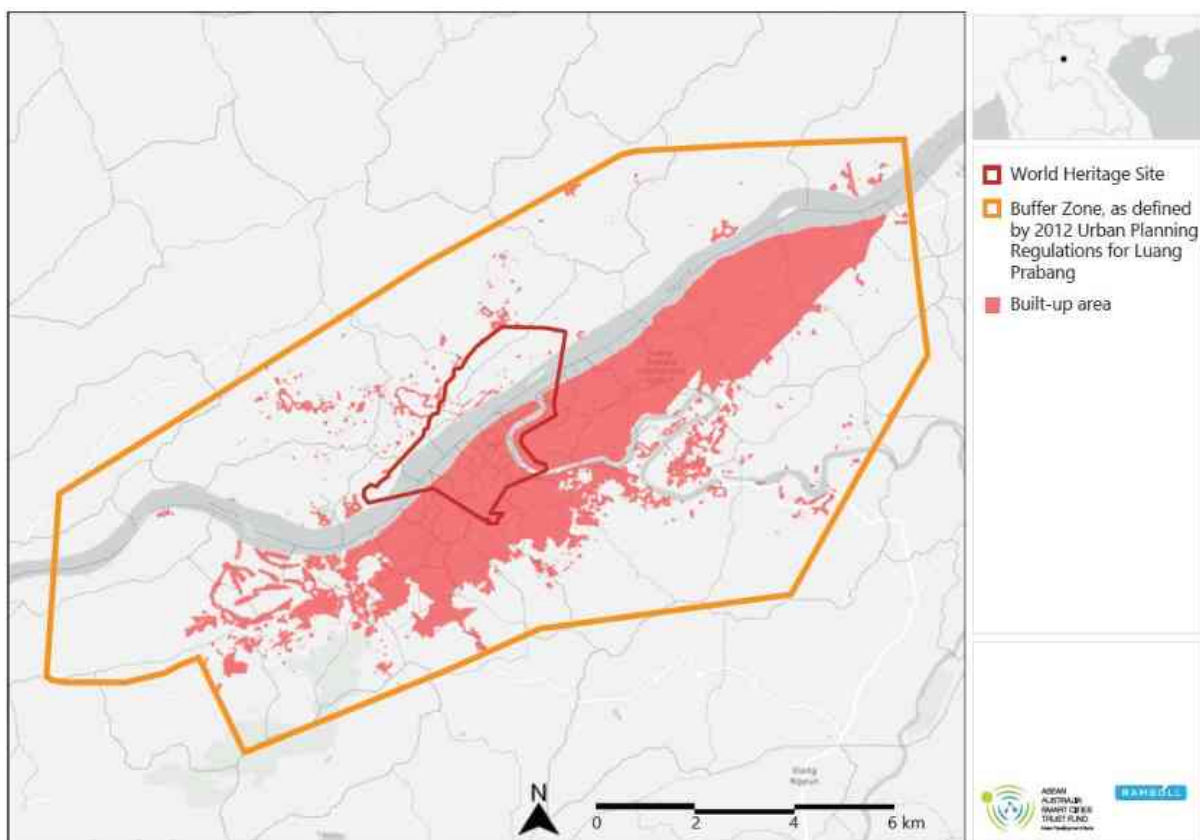 World Heritage Site
Buffer Zone, as defined
by 2012 Urban Planning
Regulations for Luang
Prabang
Built-up area
N
0 2 4 6 km
ASEAN
AUSTRALIA
SMART CITIES
TRUST FUND
RAMBOLL